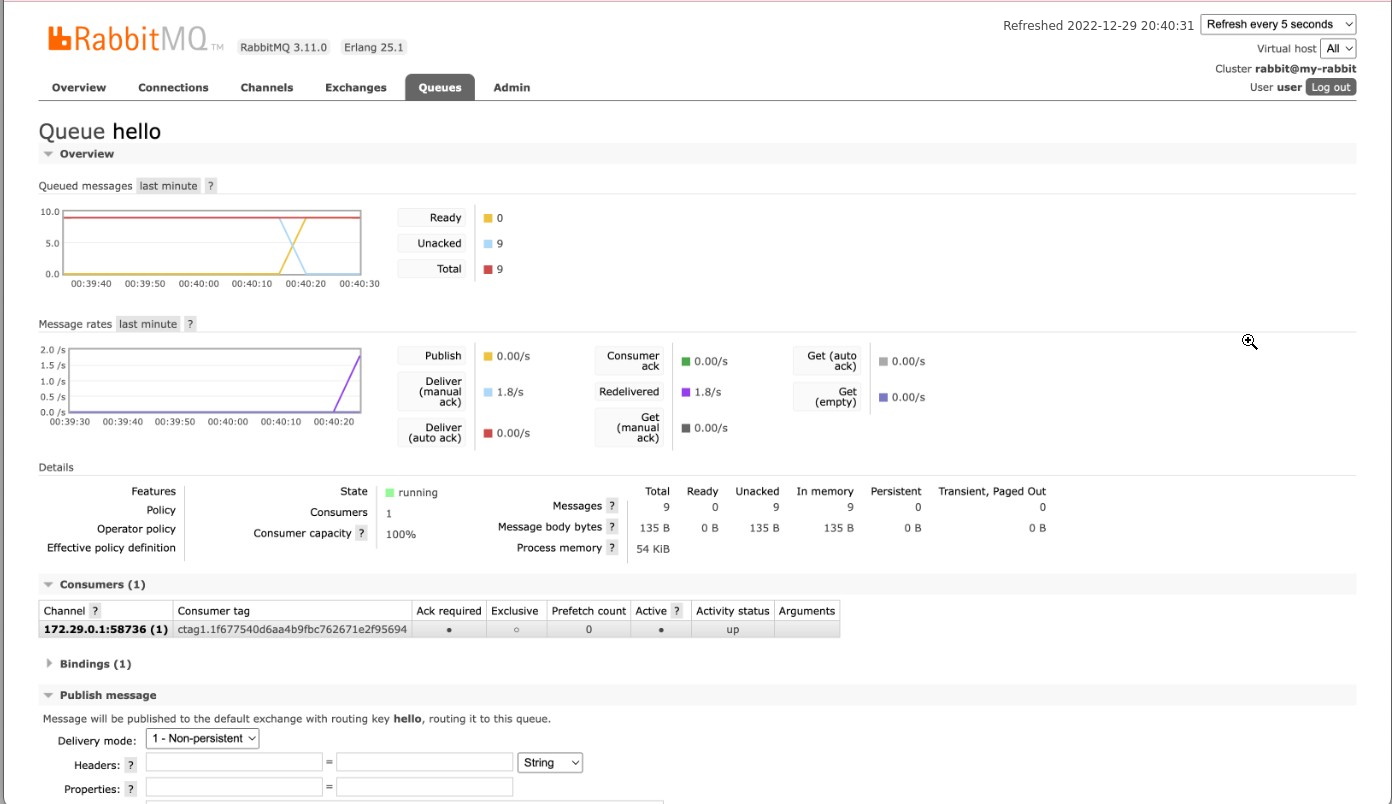 Refreshed 2022-12-29 20:40:31 Refresh every 5 seconds
RabbitMQ TM RabbitMQ 3.11.0 Erlang 25.1
Virtual host All
Cluster rabbit@my-rabbit
User user Log out
Overview Connections Channels Exchanges Queues Admin
Queue hello
Overview
Queued messages last minute ?
10.0
5.0
0.0
00:39:40 00:39:50 00:40:00 00:40:10 00:40:20 00:40:30
Ready 0
Unacked 9
Total 9
Message rates last minute ?
2.0 /s
1.5 /s
1.0 /s
0.5 /s
0.0 /s
00:39:30 00:39:40 00:39:50 00:40:00 00:40:10 00:40:20
Publish 0.00/s
Deliver
(manual
ack)
1.8/s
Deliver
(auto ack)
0.00/s
Consumer
ack
0.00/s
Redelivered 1.8/s
Get
(manual
ack)
0.00/s
Get (auto
ack)
0.00/s
Get
(empty)
0.00/s
Details
Features
Policy
Operator policy
Effective policy definition
State running
Consumers 1
Consumer capacity ? 100%
Total Ready Unacked In memory Persistent Transient, Paged Out
Messages ? 9 0 9 9 0 0
Message body bytes ? 135 B 0 B 135 B 135 B 0 B 0 B
Process memory ? 54 KiB
Consumers (1)
Channel ? Consumer tag Ack required Exclusive Prefetch count Active ? Activity status Arguments
172.29.0.1:58736 (1) ctag1.1f677540d6aa4b9fbc762671e2f95694 ● ○ 0 ● up
Bindings (1)
Publish message
Message will be published to the default exchange with routing key hello, routing it to this queue.
Delivery mode: 1 - Non-persistent
Headers: ? = String
Properties: ? =